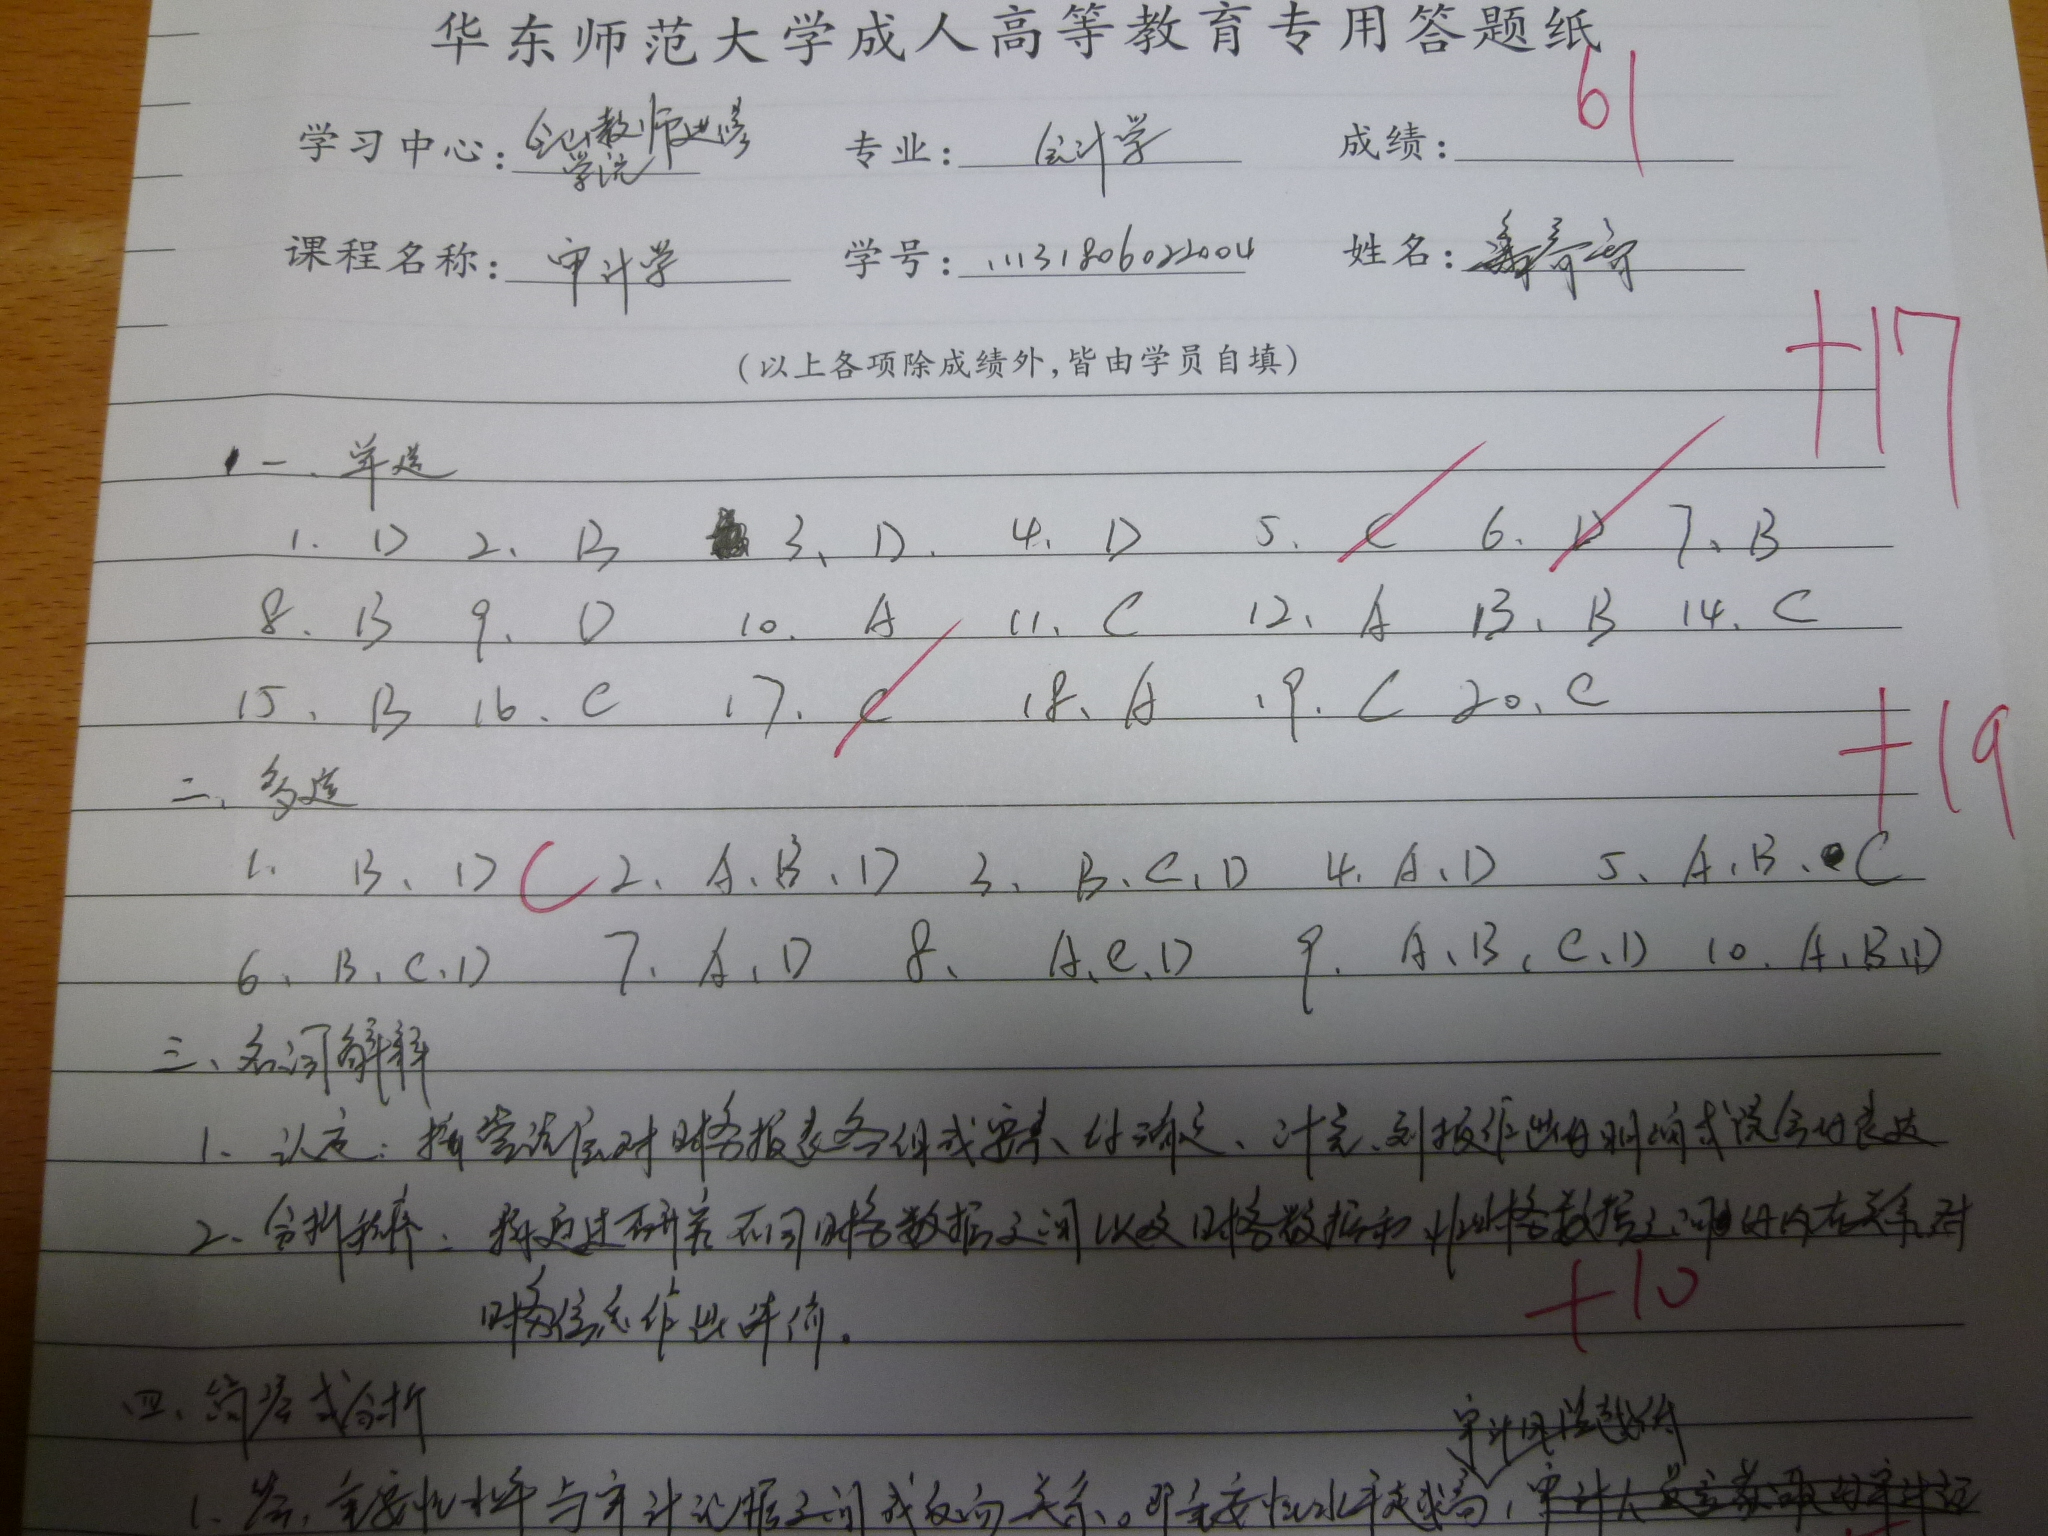 华东师范大学成人高等教育专用答题纸
学习中心: 教师进修学院 专业: 会计学 成绩: 61
课程名称: 审计学 学号: 11131806022004 姓名:
(以上各项除成绩外,皆由学员自填)
+17
一、单选
1. D 2、B 3、D. 4. D 5. C 6. D 7、B
8. B 9. D 10. A 11. C 12、A 13、B 14. C
15、B 16. C 17. C 18、A 19. C 20、C
+19
二、多选
1. B、D C 2、A、B、D 3、B、C、D 4. A、D 5、A、B、C
6、B、C、D 7、A、D 8、A、C、D 9. A、B、C、D 10. A、B、D
三、名词解释
1、认定: 指管理层对财务报表各组成要素的确定、计量、列报作出的明确或隐含的表达
2、分析程序: 指通过研究不同财务数据之间以及财务数据和非财务数据之间的内在关系,对
财务信息作出评价。
+10
四、简答或分析
审计风险越低
1、答: 重要性水平与审计证据之间成反向关系。即重要性水平越高,